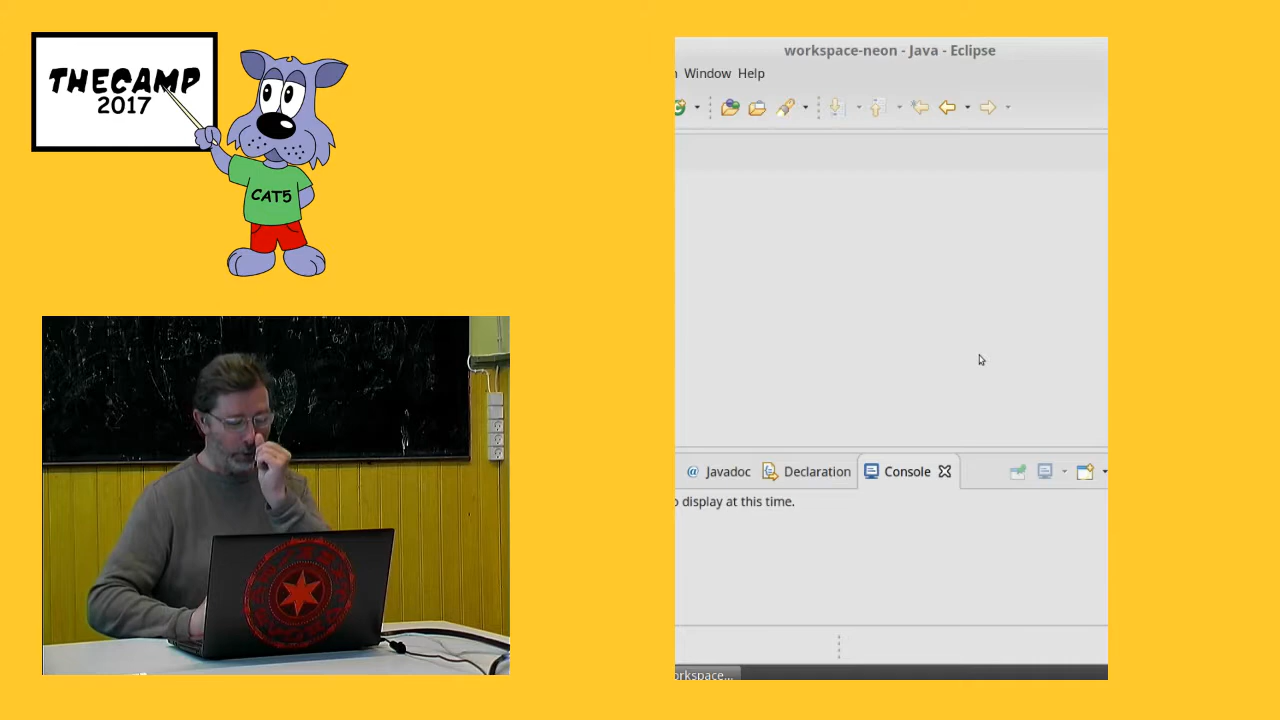 THECAMP
2017
CAT5
workspace-neon - Java - Eclipse
Window Help
@ Javadoc Declaration Console
display at this time.
orkspace...